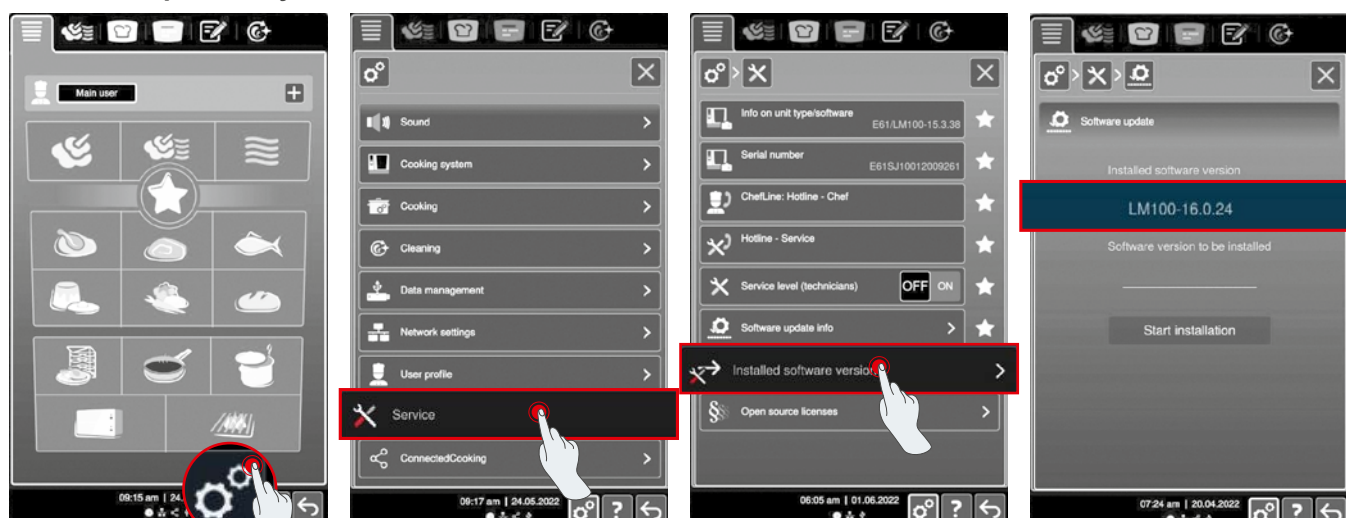 Main user
09:15 am | 24.
Sound
Cooking system
Cooking
Cleaning
Data management
Network settings
User profile
Service
ConnectedCooking
09:17 am | 24.05.2022
?
Info on unit type/software
E61/LM100-15.3.38
Serial number
E61SJ10012009261
ChefLine: Hotline - Chef
Hotline - Service
Service level (technicians) OFF ON
Software update info
Installed software version
§ Open source licenses
06:05 am | 01.06.2022
?
Software update
Installed software version
LM100-16.0.24
Software version to be installed
Start installation
07:24 am | 20.04.2022
?